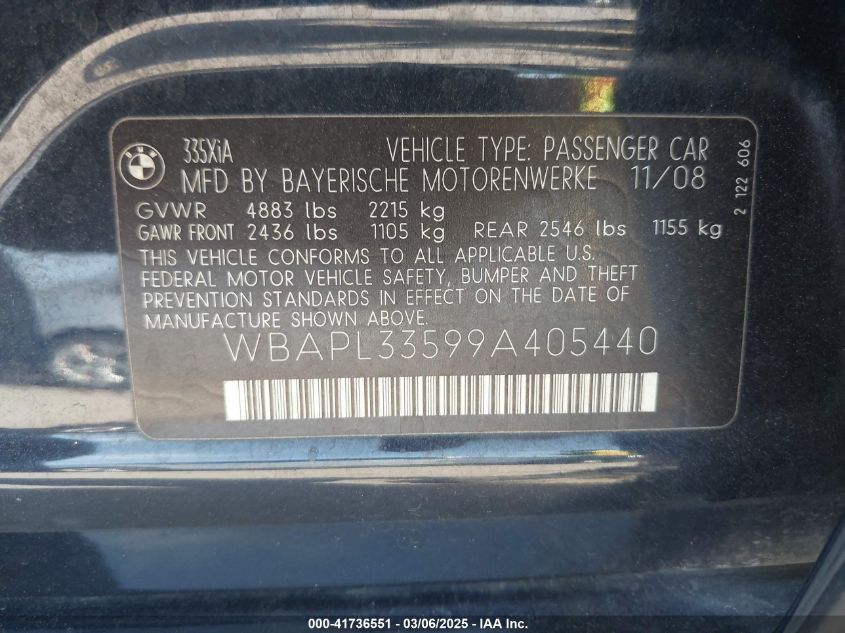 BMW
335XiA VEHICLE TYPE: PASSENGER CAR
MFD BY BAYERISCHE MOTORENWERKE 11/08
GVWR 4883 lbs 2215 kg
GAWR FRONT 2436 lbs 1105 kg REAR 2546 lbs 1155 kg
THIS VEHICLE CONFORMS TO ALL APPLICABLE U.S.
FEDERAL MOTOR VEHICLE SAFETY, BUMPER AND THEFT
PREVENTION STANDARDS IN EFFECT ON THE DATE OF
MANUFACTURE SHOWN ABOVE.
WBAPL33599A405440
2 122 606
000-41736551 - 03/06/2025 - IAA Inc.